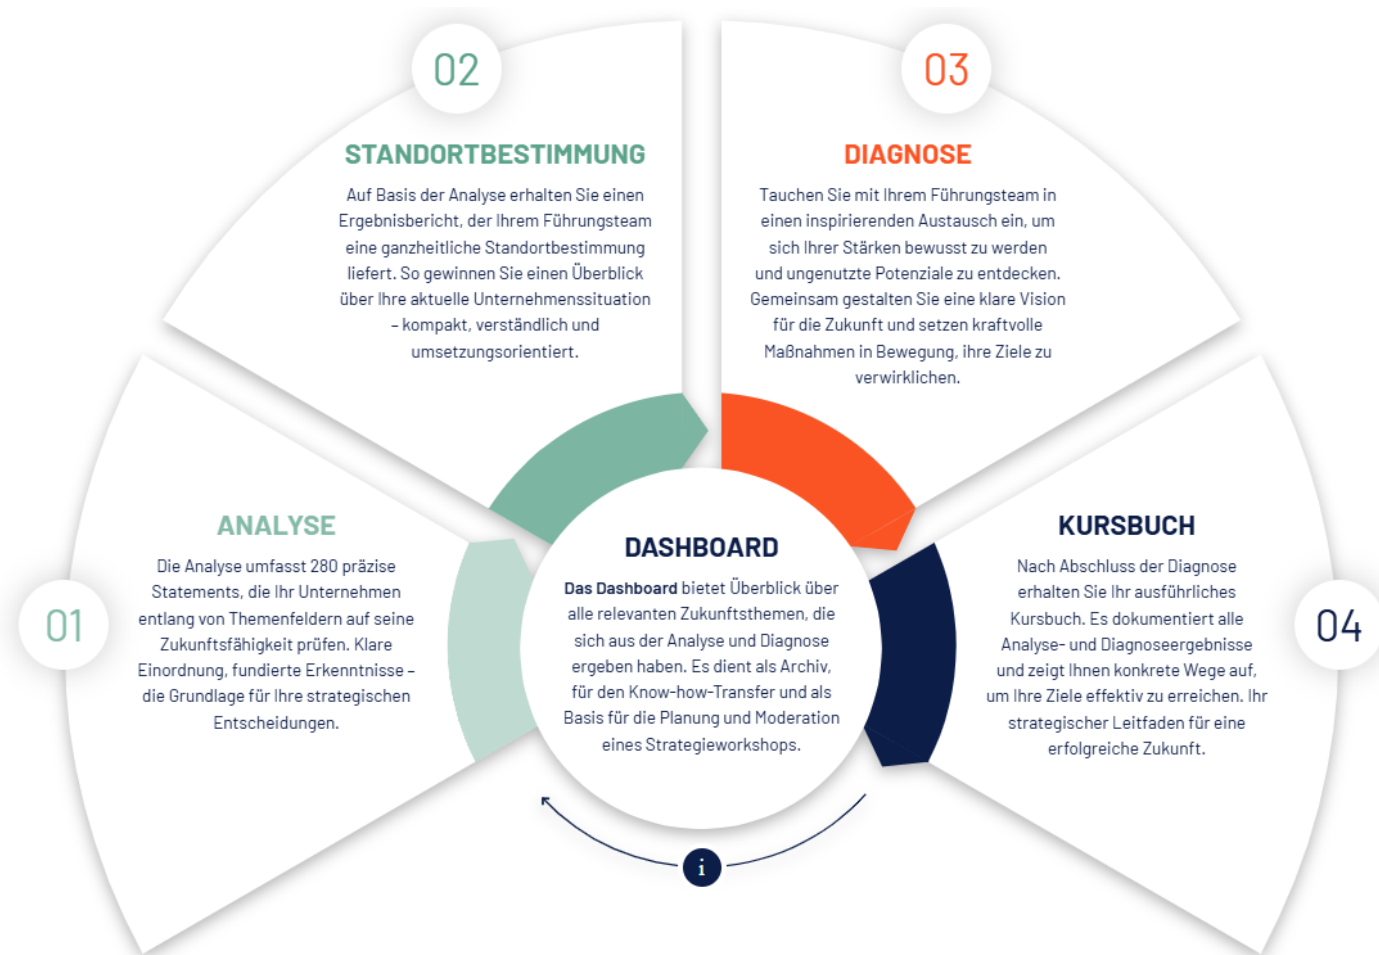 01
ANALYSE
Die Analyse umfasst 280 präzise
Statements, die Ihr Unternehmen
entlang von Themenfeldern auf seine
Zukunftsfähigkeit prüfen. Klare
Einordnung, fundierte Erkenntnisse –
die Grundlage für Ihre strategischen
Entscheidungen.
02
STANDORTBESTIMMUNG
Auf Basis der Analyse erhalten Sie einen
Ergebnisbericht, der Ihrem Führungsteam
eine ganzheitliche Standortbestimmung
liefert. So gewinnen Sie einen Überblick
über Ihre aktuelle Unternehmenssituation
– kompakt, verständlich und
umsetzungsorientiert.
03
DIAGNOSE
Tauchen Sie mit Ihrem Führungsteam in
einen inspirierenden Austausch ein, um
sich Ihrer Stärken bewusst zu werden
und ungenutzte Potenziale zu entdecken.
Gemeinsam gestalten Sie eine klare Vision
für die Zukunft und setzen kraftvolle
Maßnahmen in Bewegung, ihre Ziele zu
verwirklichen.
04
KURSBUCH
Nach Abschluss der Diagnose
erhalten Sie Ihr ausführliches
Kursbuch. Es dokumentiert alle
Analyse- und Diagnoseergebnisse
und zeigt Ihnen konkrete Wege auf,
um Ihre Ziele effektiv zu erreichen. Ihr
strategischer Leitfaden für eine
erfolgreiche Zukunft.
DASHBOARD
Das Dashboard bietet Überblick über
alle relevanten Zukunftsthemen, die
sich aus der Analyse und Diagnose
ergeben haben. Es dient als Archiv,
für den Know-how-Transfer und als
Basis für die Planung und Moderation
eines Strategieworkshops.
i